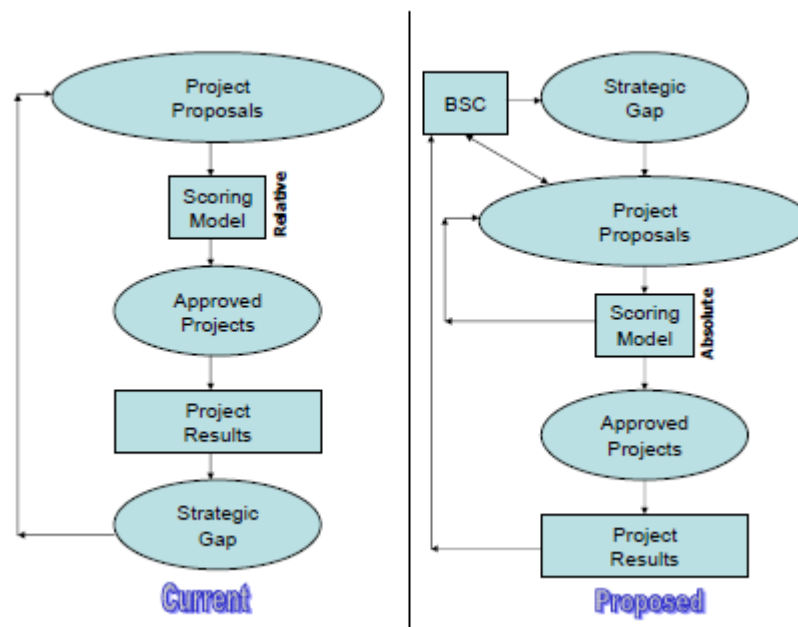 Project
Proposals
Scoring
Model
Relative
Approved
Projects
Project
Results
Strategic
Gap
Current
BSC
Strategic
Gap
Project
Proposals
Scoring
Model
Absolute
Approved
Projects
Project
Results
Proposed